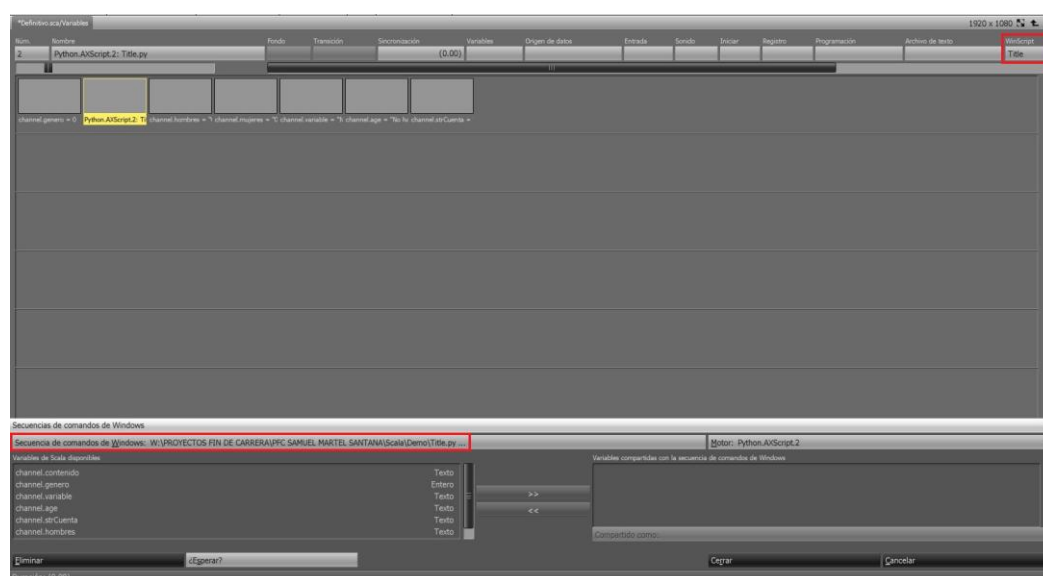 *Definitivo.sca/Variables 1920 x 1080
Núm. Nombre Fondo Transición Sincronización Variables Origen de datos Entrada Sonido Iniciar Registro Programación Archivo de texto WinScript
2 Python.AXScript.2: Title.py (0.00) Title
channel.genero = 0 Python.AXScript.2: Ti channel.hombres = channel.mujeres = channel.variable = channel.age = "No channel.strCuenta =
Secuencias de comandos de Windows
Secuencia de comandos de Windows: W:\PROYECTOS FIN DE CARRERA\PFC SAMUEL MARTEL SANTANA\Scala\Demo\Title.py ... Motor: Python.AXScript.2
Variables de Scala disponibles Variables compartidas con la secuencia de comandos de Windows
channel.contenido Texto
channel.genero Entero
channel.variable Texto
channel.age Texto
channel.strCuenta Texto
channel.hombres Texto
>>
<<
Compartido como:
Eliminar ¿Esperar? Cerrar Cancelar